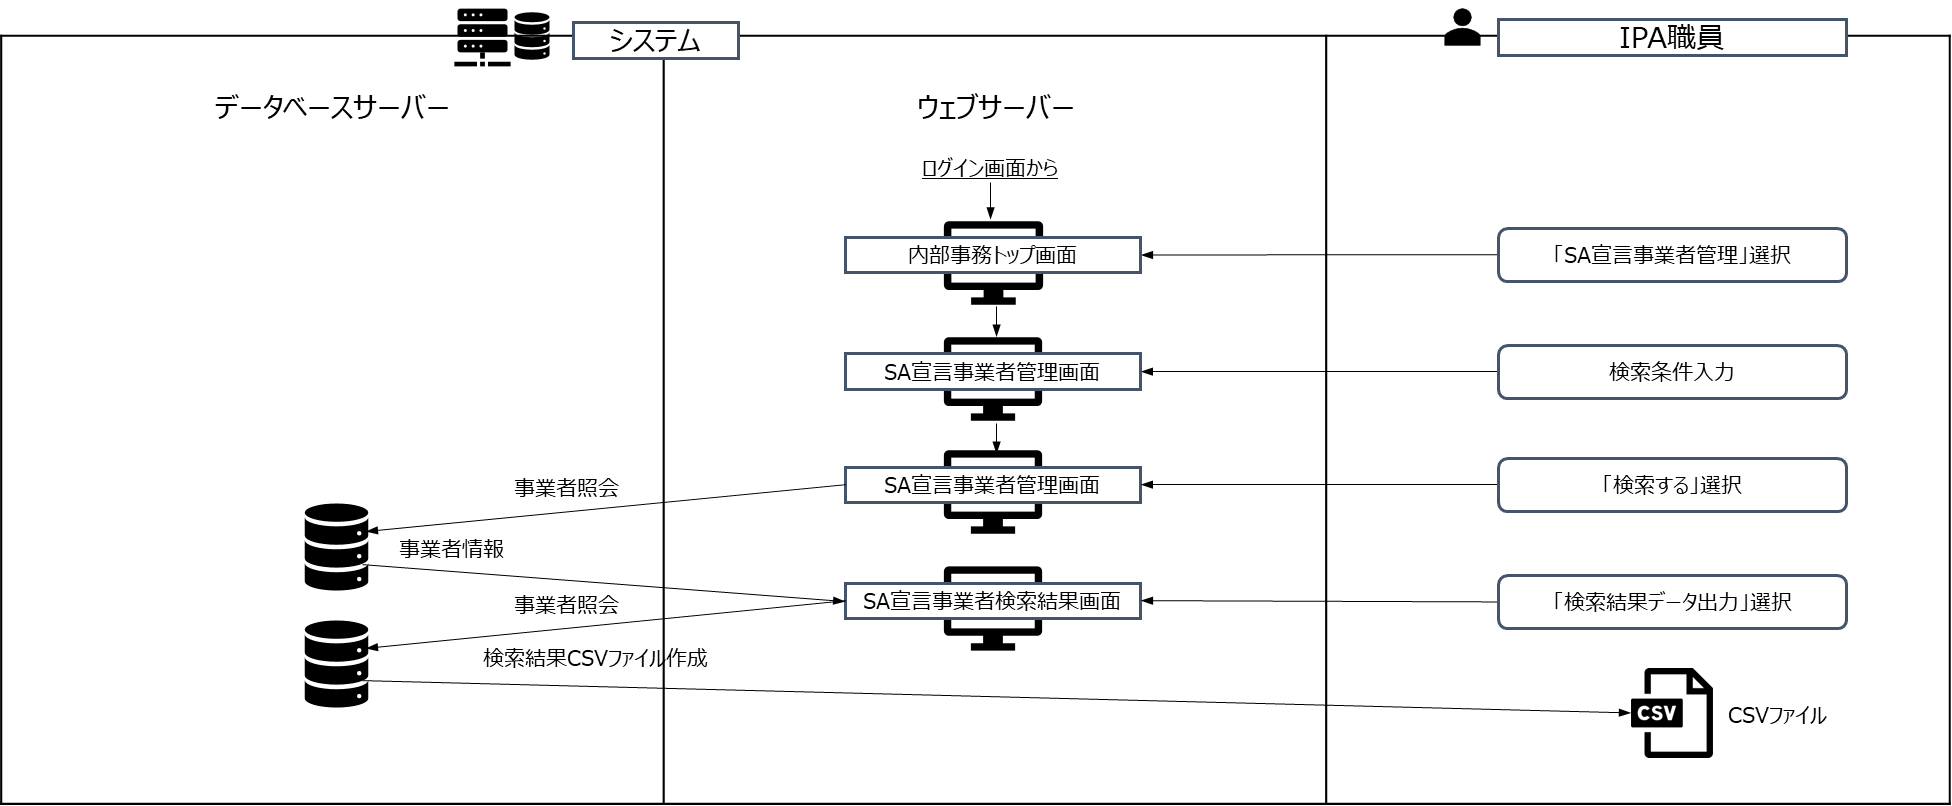 システム
IPA職員
データベースサーバー
ウェブサーバー
ログイン画面から
内部事務トップ画面
「SA宣言事業者管理」選択
SA宣言事業者管理画面
検索条件入力
事業者照会
SA宣言事業者管理画面
「検索する」選択
事業者情報
事業者照会
SA宣言事業者検索結果画面
「検索結果データ出力」選択
検索結果CSVファイル作成
CSV
CSVファイル